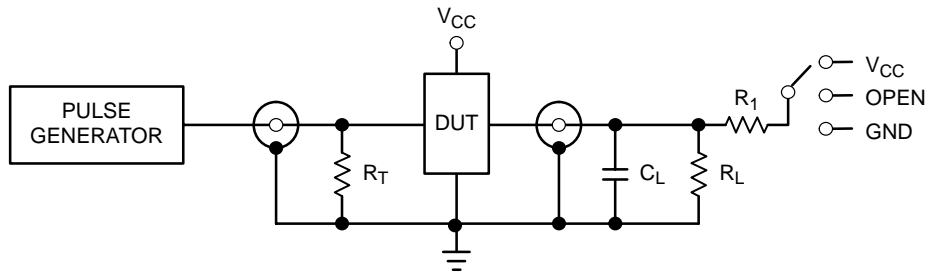 V_CC
PULSE
GENERATOR
DUT
R_T
C_L
R_L
R_1
V_CC
OPEN
GND